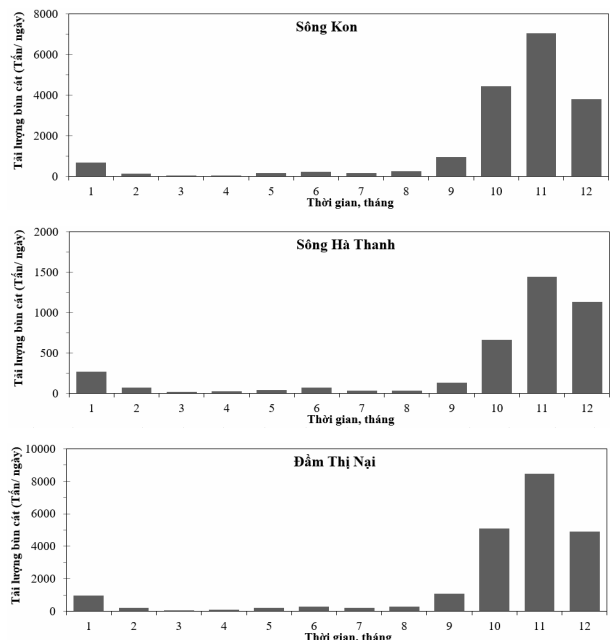 Sông Kon
Tải lượng bùn cát (Tấn/ ngày)
8000
6000
4000
2000
0
1 2 3 4 5 6 7 8 9 10 11 12
Thời gian, tháng
Sông Hà Thanh
Tải lượng bùn cát (Tấn/ ngày)
2000
1500
1000
500
0
1 2 3 4 5 6 7 8 9 10 11 12
Thời gian, tháng
Đầm Thị Nại
Tải lượng bùn cát (Tấn/ ngày)
10000
8000
6000
4000
2000
0
1 2 3 4 5 6 7 8 9 10 11 12
Thời gian, tháng